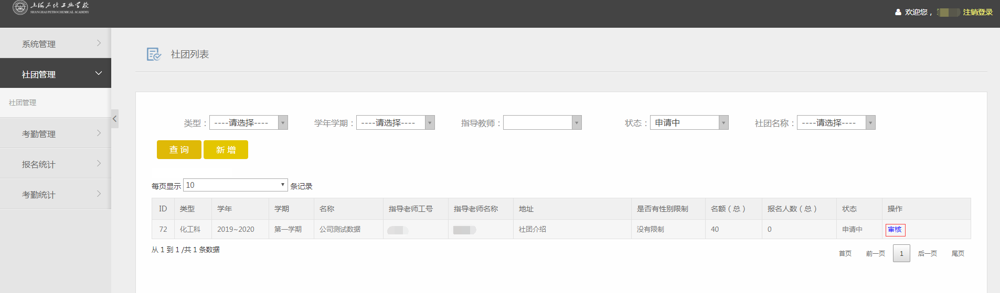 上海石化工业学校
SHANGHAI PETROCHEMICAL ACADEMY
欢迎您， 注销登录
系统管理
社团管理
社团管理
考勤管理
报名统计
考勤统计
社团列表
类型： ----请选择---- 学年学期： ----请选择---- 指导教师： 状态： 申请中 社团名称： ----请选择----
查 询 新 增
每页显示 10 条记录
ID 类型 学年 学期 名称 指导老师工号 指导老师名称 地址 是否有性别限制 名额（总） 报名人数（总） 状态 操作
72 化工科 2019~2020 第一学期 公司测试数据 社团介绍 没有限制 40 0 申请中 审核
从 1 到 1 /共 1 条数据
首页 前一页 1 后一页 尾页